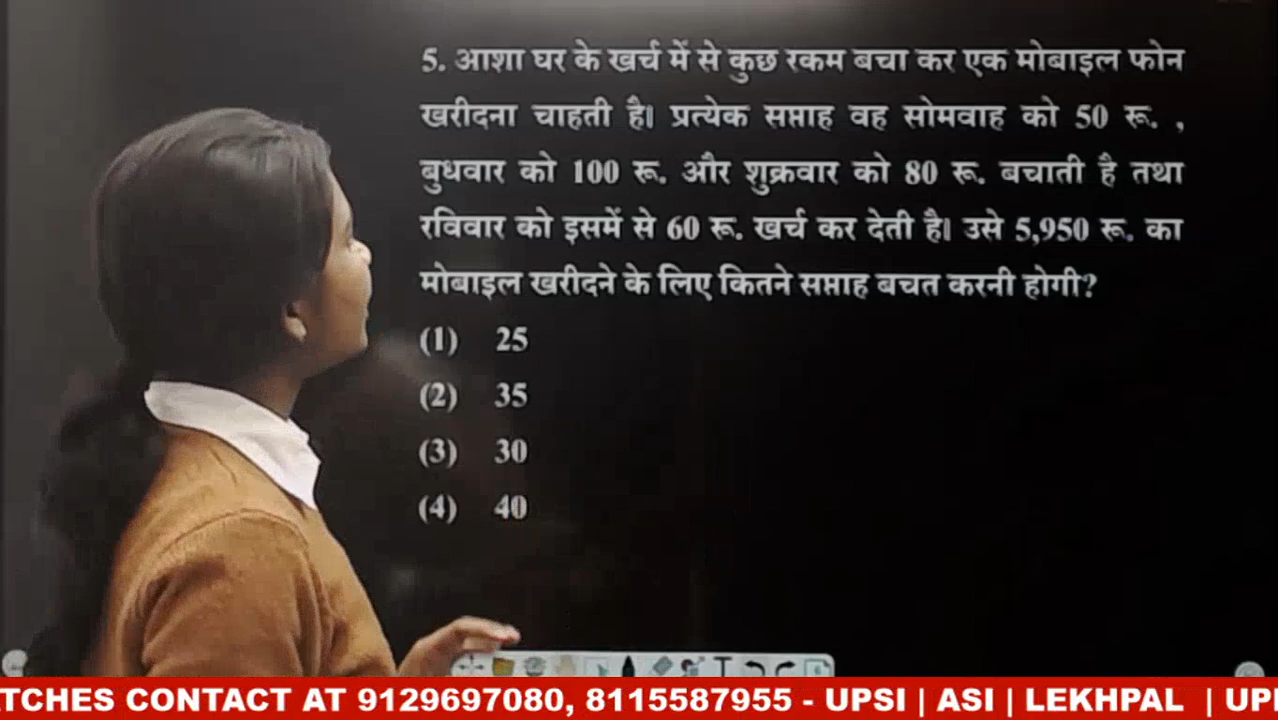 5. आशा घर के खर्च में से कुछ रकम बचा कर एक मोबाइल फोन
खरीदना चाहती है। प्रत्येक सप्ताह वह सोमवाह को 50 रू. ,
बुधवार को 100 रू. और शुक्रवार को 80 रू. बचाती है तथा
रविवार को इसमें से 60 रू. खर्च कर देती है। उसे 5,950 रू. का
मोबाइल खरीदने के लिए कितने सप्ताह बचत करनी होगी?
(1) 25
(2) 35
(3) 30
(4) 40
TCHES CONTACT AT 9129697080, 8115587955 - UPSI | ASI | LEKHPAL | UPI